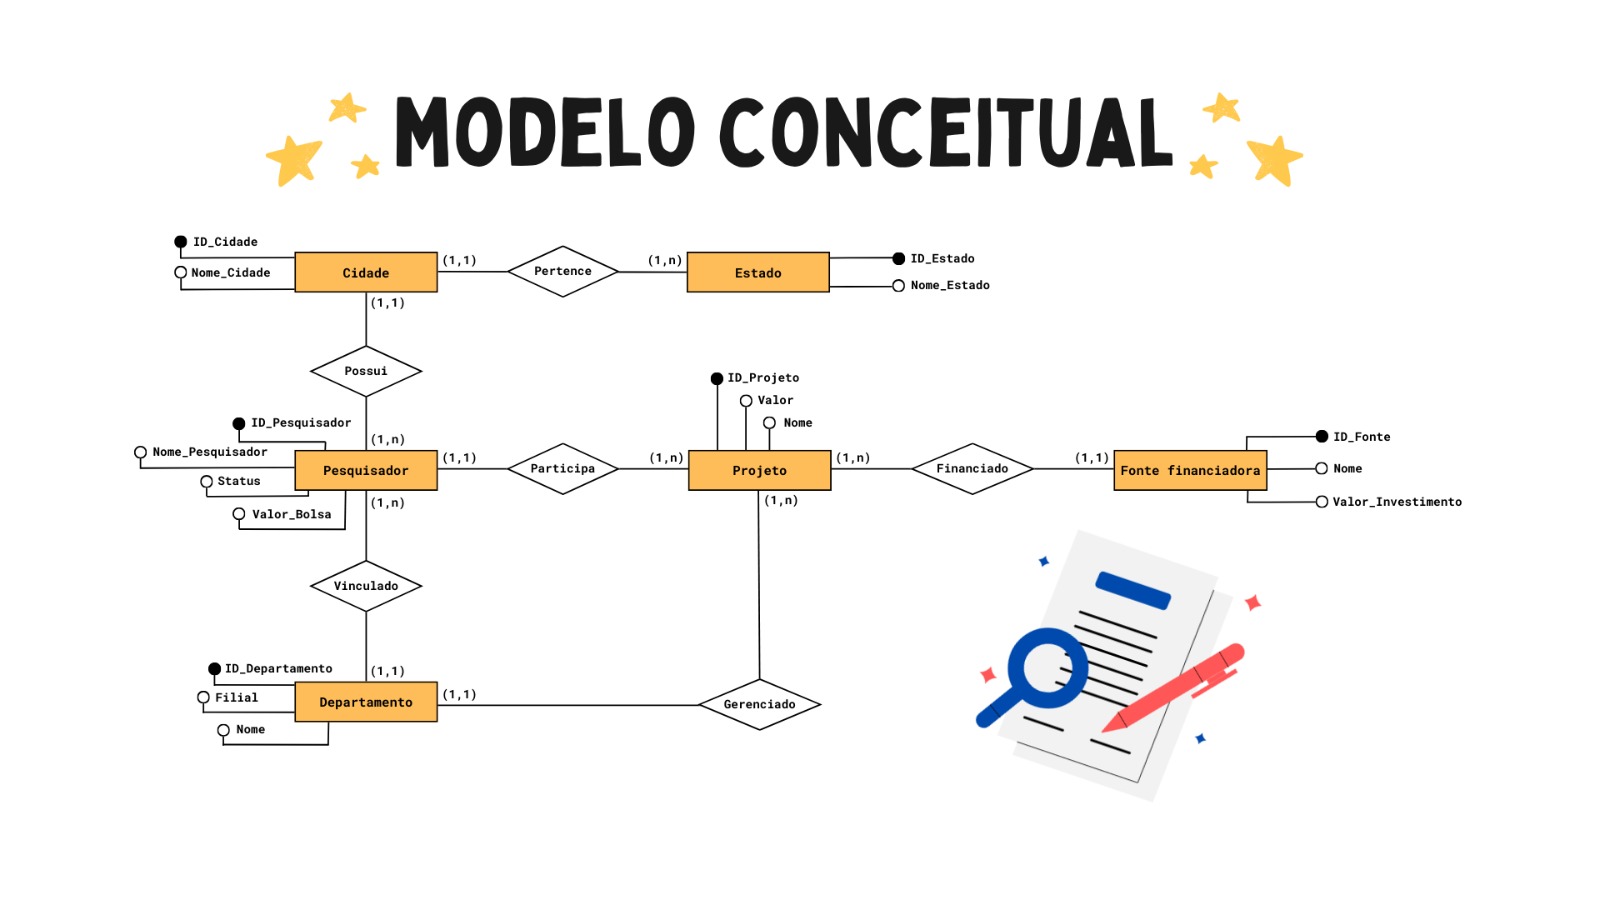 MODELO CONCEITUAL
ID_Cidade
Nome_Cidade
Cidade
(1,1)
Pertence
(1,n)
Estado
ID_Estado
Nome_Estado
(1,1)
Possui
(1,n)
ID_Pesquisador
Nome_Pesquisador
Status
Valor_Bolsa
Pesquisador
(1,1)
Participa
(1,n)
ID_Projeto
Valor
Nome
Projeto
(1,n)
Financiado
(1,1)
Fonte financiadora
ID_Fonte
Nome
Valor_Investimento
(1,n)
(1,n)
Vinculado
(1,1)
ID_Departamento
Filial
Nome
Departamento
(1,1)
Gerenciado